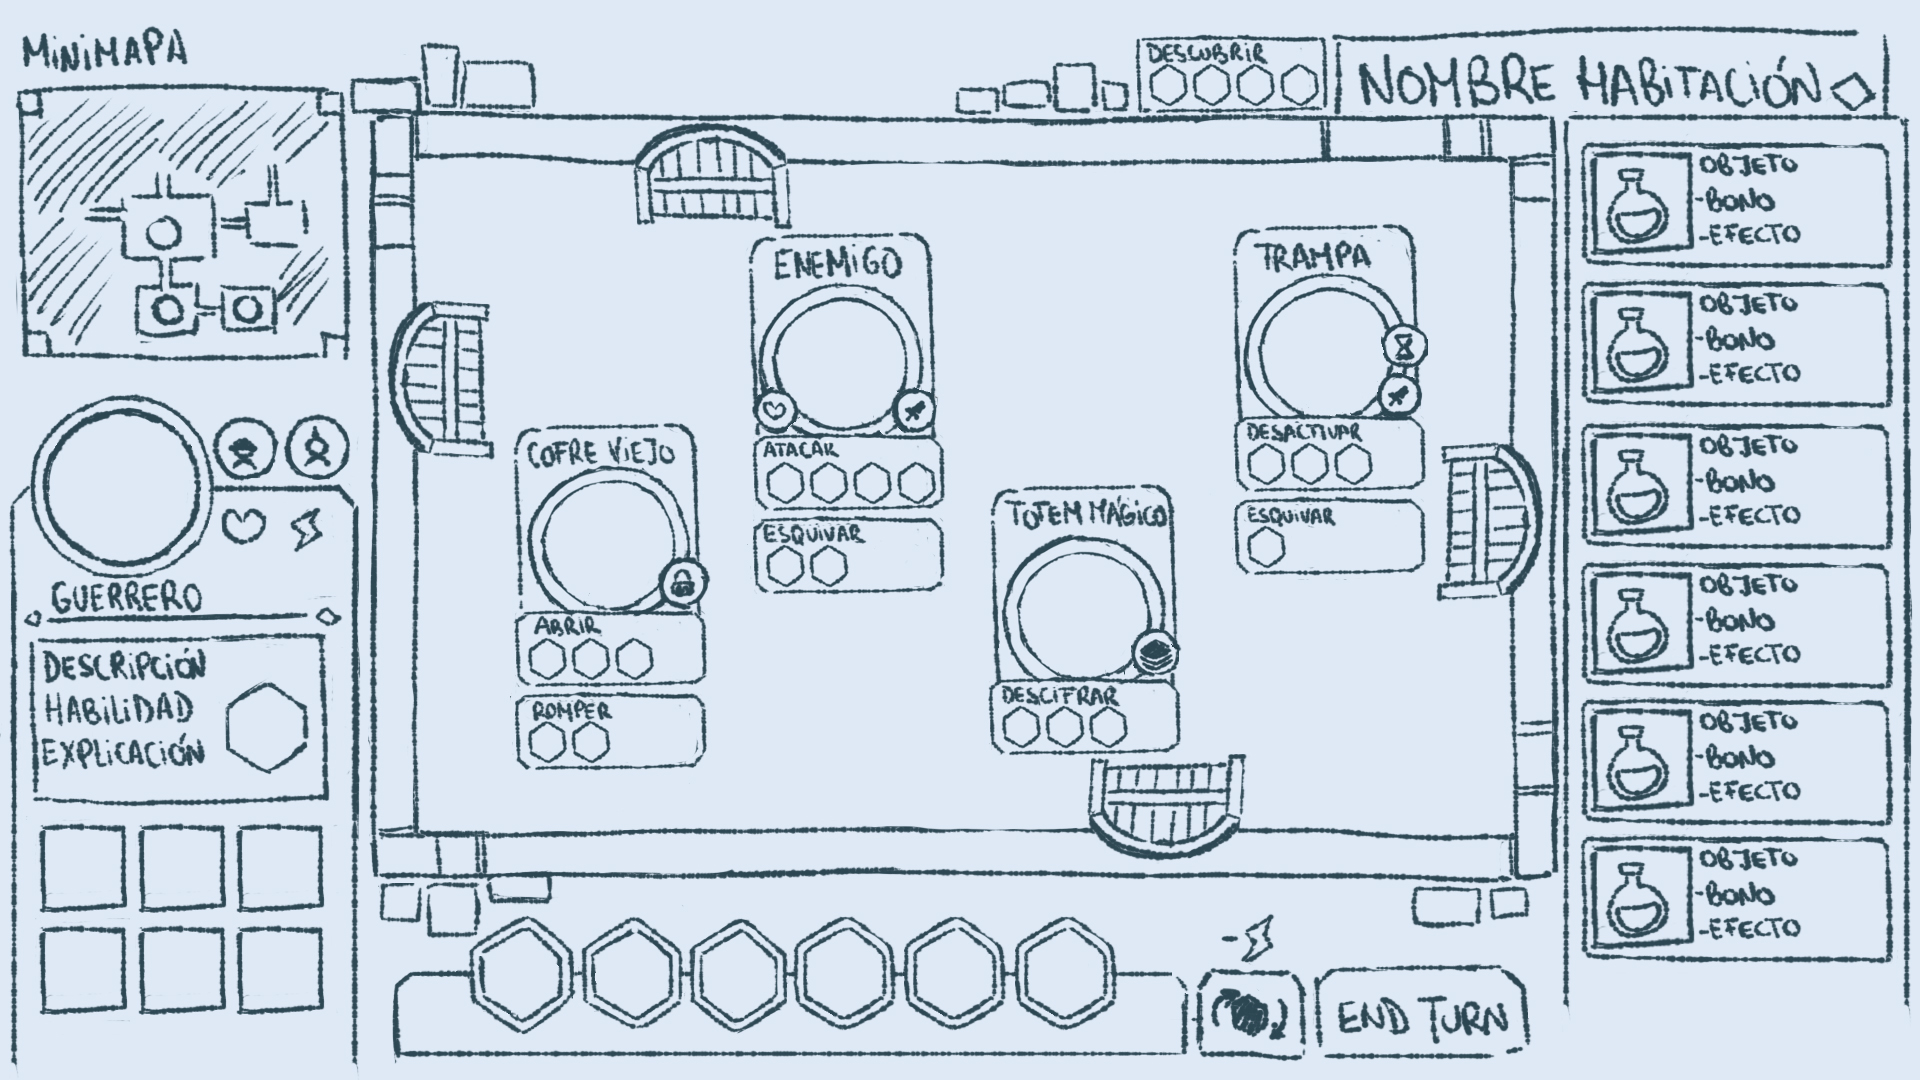 MiNiMAPA
DESCUBRIR
NOMBRE HABiTACIÓN
ENEMiGO
ATACAR
ESQUIVAR
TRAMPA
DESACTIVAR
ESQUIVAR
COFRE ViEJO
ABRIR
ROMPER
TOTEM MÁGICO
DESCIFRAR
GUERRERO
DESCRiPCiÓN
HABiLiDAD
EXPLiCACiÓN
OBJETO
-BONO
-EFECTO
OBJETO
-BONO
-EFECTO
OBJETO
-BONO
-EFECTO
OBJETO
-BONO
-EFECTO
OBJETO
-BONO
-EFECTO
OBJETO
-BONO
-EFECTO
END TURN